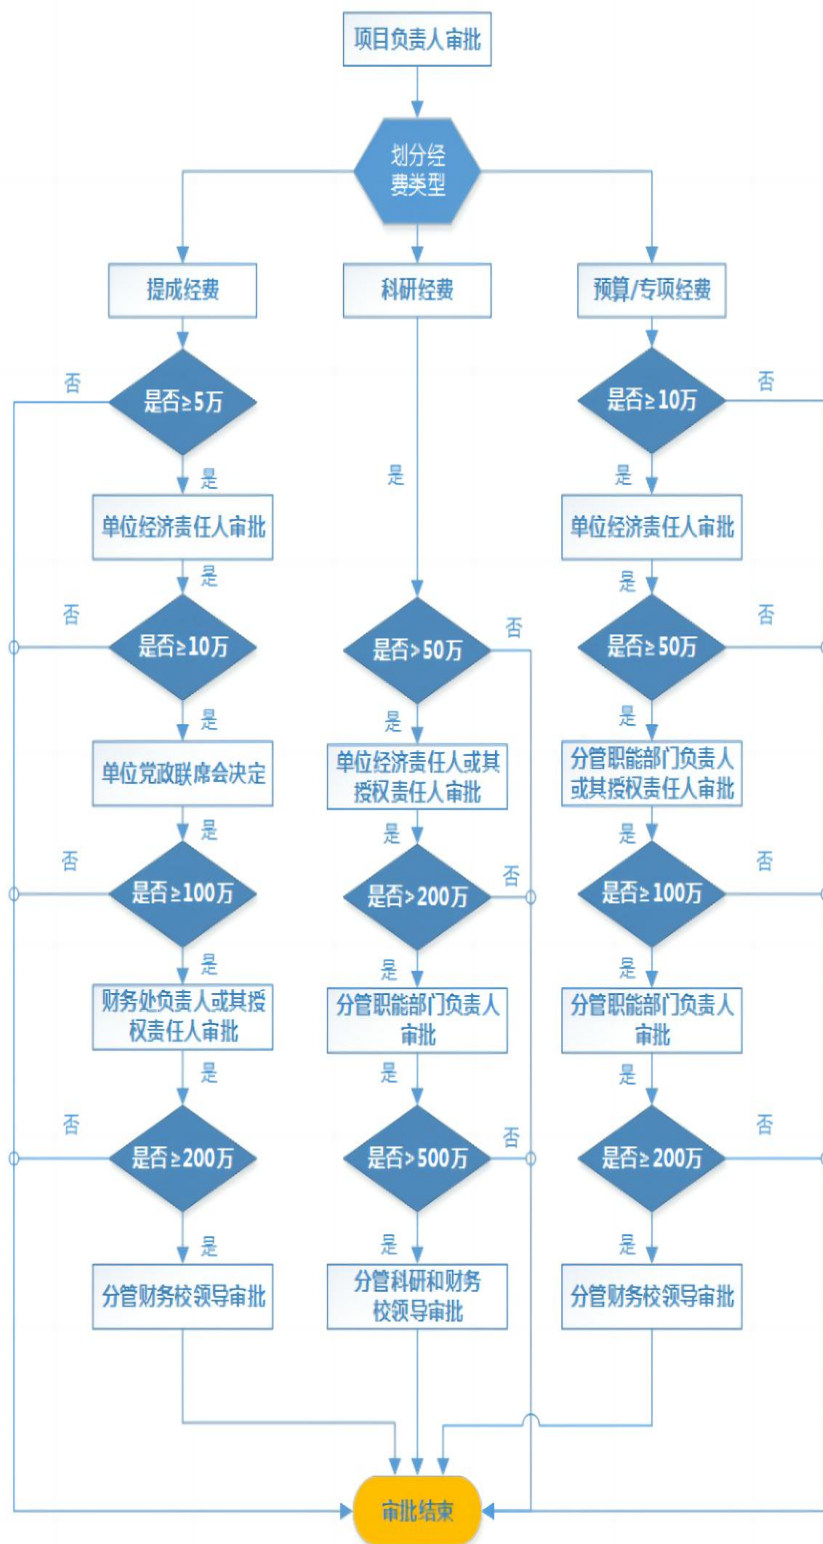 项目负责人审批
划分经
费类型
提成经费
科研经费
预算/专项经费
否
是否≥5万
是否≥10万
否
是
是
是
单位经济责任人审批
单位经济责任人审批
是
是
否
是否≥10万
是否>50万
否
是否≥50万
否
是
是
是
单位党政联席会决定
单位经济责任人或其
授权责任人审批
分管职能部门负责人
或其授权责任人审批
是
是
是
否
是否≥100万
是否>200万
否
是否≥100万
否
是
是
是
财务处负责人或其授
权责任人审批
分管职能部门负责人
审批
分管职能部门负责人
审批
是
是
是
否
是否≥200万
是否>500万
否
是否≥200万
否
是
是
是
分管财务校领导审批
分管科研和财务
校领导审批
分管财务校领导审批
审批结束